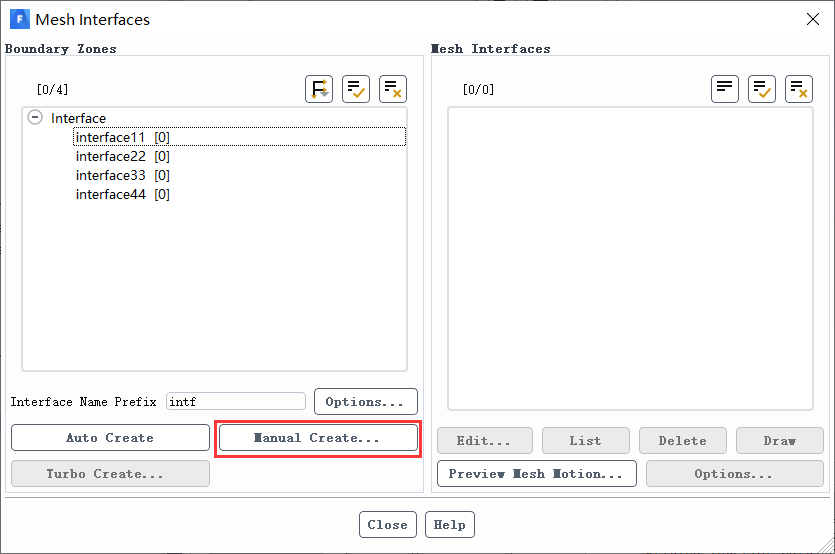 F Mesh Interfaces
Boundary Zones
[0/4]
Interface
interface11 [0]
interface22 [0]
interface33 [0]
interface44 [0]
Interface Name Prefix intf Options...
Auto Create Manual Create...
Turbo Create...
Mesh Interfaces
[0/0]
Edit... List Delete Draw
Preview Mesh Motion... Options...
Close Help